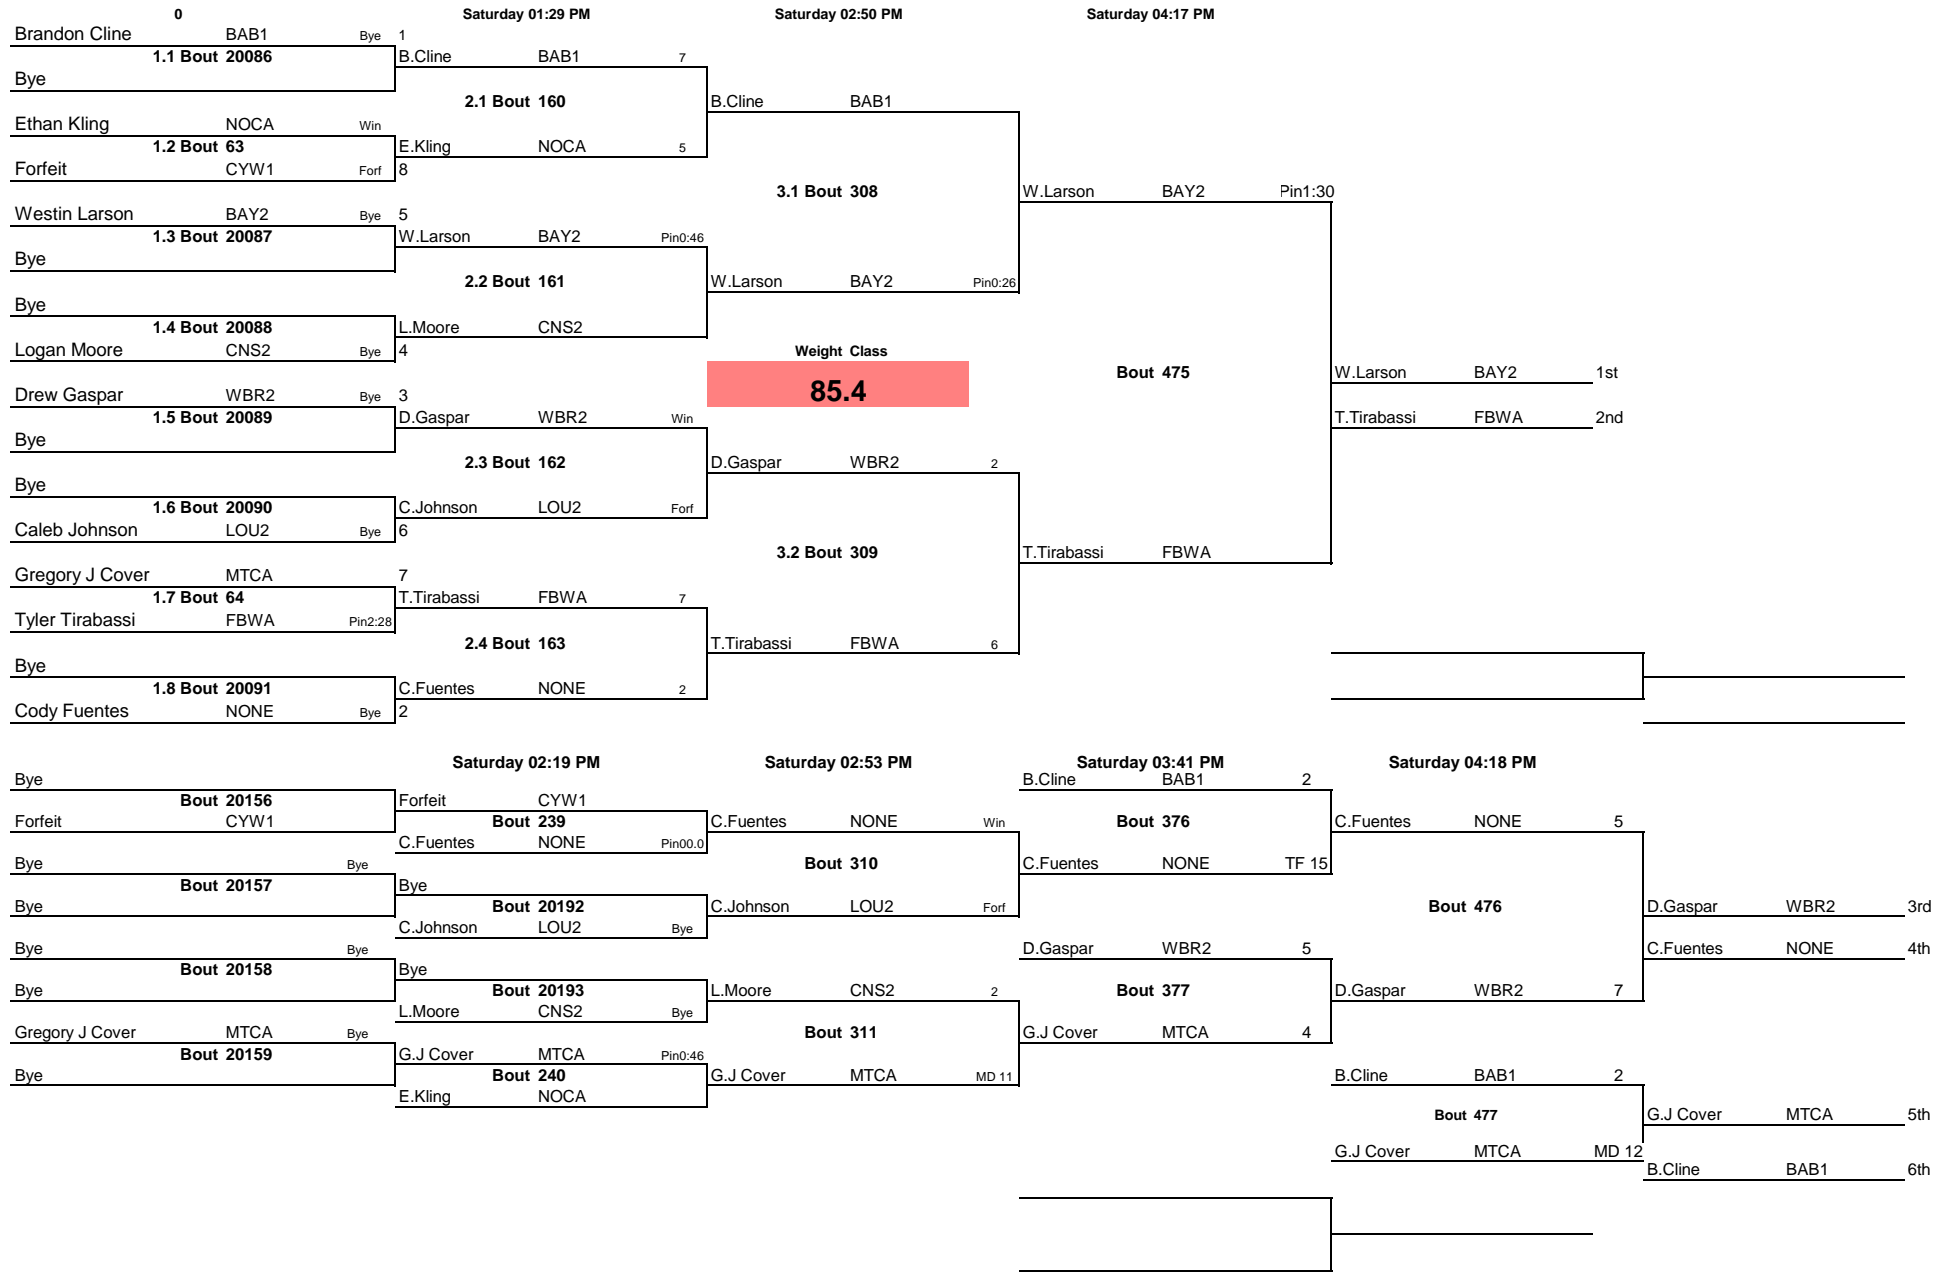 0 Saturday 01:29 PM Saturday 02:50 PM Saturday 04:17 PM
Brandon Cline BAB1 Bye 1
1.1 Bout 20086 B.Cline BAB1 7
Bye
2.1 Bout 160 B.Cline BAB1
Ethan Kling NOCA Win
1.2 Bout 63 E.Kling NOCA 5
Forfeit CYW1 Forf 8
3.1 Bout 308 W.Larson BAY2 Pin1:30
Westin Larson BAY2 Bye 5
1.3 Bout 20087 W.Larson BAY2 Pin0:46
Bye
2.2 Bout 161 W.Larson BAY2 Pin0:26
Bye
1.4 Bout 20088 L.Moore CNS2
Logan Moore CNS2 Bye 4 Weight Class
Bout 475 W.Larson BAY2 1st
85.4
Drew Gaspar WBR2 Bye 3
1.5 Bout 20089 D.Gaspar WBR2 Win T.Tirabassi FBWA 2nd
Bye
2.3 Bout 162 D.Gaspar WBR2 2
Bye
1.6 Bout 20090 C.Johnson LOU2 Forf
Caleb Johnson LOU2 Bye 6
3.2 Bout 309 T.Tirabassi FBWA
Gregory J Cover MTCA 7
1.7 Bout 64 T.Tirabassi FBWA 7
Tyler Tirabassi FBWA Pin2:28
2.4 Bout 163 T.Tirabassi FBWA 6
Bye
1.8 Bout 20091 C.Fuentes NONE 2
Cody Fuentes NONE Bye 2
Saturday 02:19 PM Saturday 02:53 PM Saturday 03:41 PM Saturday 04:18 PM
Bye B.Cline BAB1 2
Bout 20156 Forfeit CYW1
Forfeit CYW1 Bout 239 C.Fuentes NONE Win Bout 376 C.Fuentes NONE 5
C.Fuentes NONE Pin00.0
Bye Bye Bout 310 C.Fuentes NONE TF 15
Bout 20157 Bye
Bye Bout 20192 C.Johnson LOU2 Forf Bout 476 D.Gaspar WBR2 3rd
C.Johnson LOU2 Bye
Bye Bye D.Gaspar WBR2 5 C.Fuentes NONE 4th
Bout 20158 Bye
Bye Bout 20193 L.Moore CNS2 2 Bout 377 D.Gaspar WBR2 7
L.Moore CNS2 Bye
Gregory J Cover MTCA Bye Bout 311 G.J Cover MTCA 4
Bout 20159 G.J Cover MTCA Pin0:46
Bye Bout 240 G.J Cover MTCA MD 11 B.Cline BAB1 2
E.Kling NOCA
Bout 477 G.J Cover MTCA 5th
G.J Cover MTCA MD 12
B.Cline BAB1 6th